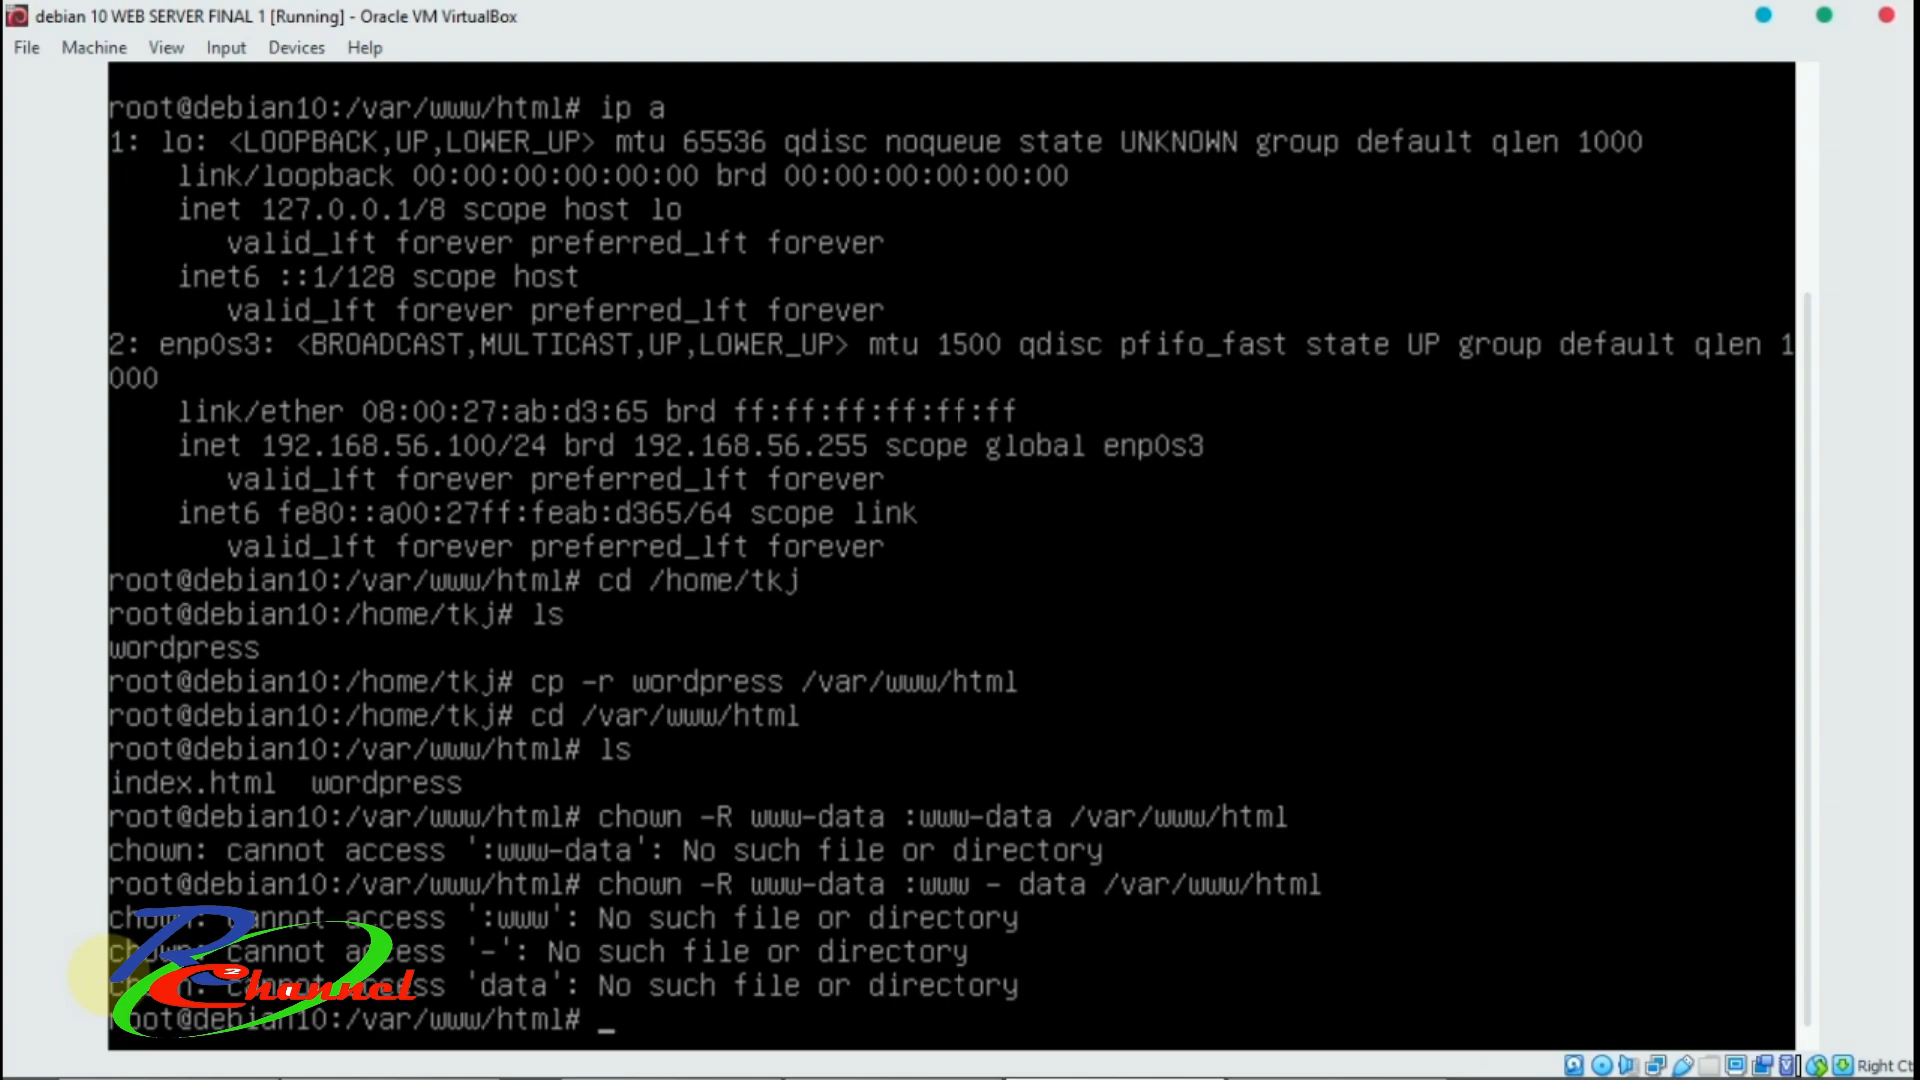 debian 10 WEB SERVER FINAL 1 [Running] - Oracle VM VirtualBox
File Machine View Input Devices Help
root@debian10:/var/www/html# ip a
1: lo: <LOOPBACK,UP,LOWER_UP> mtu 65536 qdisc noqueue state UNKNOWN group default qlen 1000
link/loopback 00:00:00:00:00:00 brd 00:00:00:00:00:00
inet 127.0.0.1/8 scope host lo
valid_lft forever preferred_lft forever
inet6 ::1/128 scope host
valid_lft forever preferred_lft forever
2: enp0s3: <BROADCAST,MULTICAST,UP,LOWER_UP> mtu 1500 qdisc pfifo_fast state UP group default qlen 1
000
link/ether 08:00:27:ab:d3:65 brd ff:ff:ff:ff:ff:ff
inet 192.168.56.100/24 brd 192.168.56.255 scope global enp0s3
valid_lft forever preferred_lft forever
inet6 fe80::a00:27ff:feab:d365/64 scope link
valid_lft forever preferred_lft forever
root@debian10:/var/www/html# cd /home/tkj
root@debian10:/home/tkj# ls
wordpress
root@debian10:/home/tkj# cp -r wordpress /var/www/html
root@debian10:/home/tkj# cd /var/www/html
root@debian10:/var/www/html# ls
index.html wordpress
root@debian10:/var/www/html# chown -R www-data :www-data /var/www/html
chown: cannot access ':www-data': No such file or directory
root@debian10:/var/www/html# chown -R www-data :www - data /var/www/html
chown: cannot access ':www': No such file or directory
chown: cannot access '-': No such file or directory
chown: cannot access 'data': No such file or directory
root@debian10:/var/www/html# _
R2 Channel
Right Ct